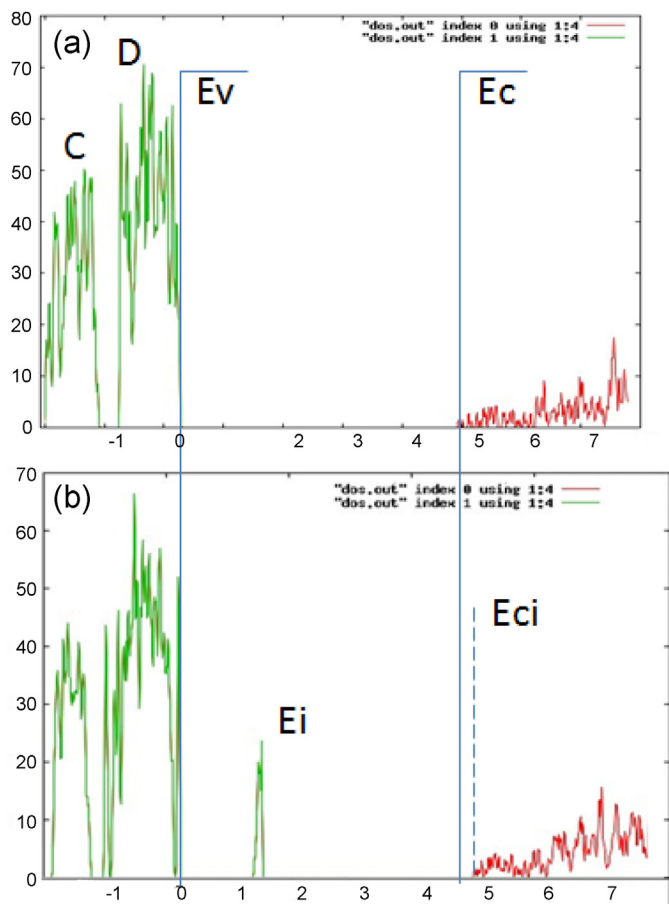 (a)
"dos.out" index 0 using 1:4
"dos.out" index 1 using 1:4
80
70
60
50
40
30
20
10
0
C
D
Ev
Ec
-1 0 2 3 4 5 6 7
(b)
"dos.out" index 0 using 1:4
"dos.out" index 1 using 1:4
70
60
50
40
30
20
10
0
Ei
Eci
-1 0 1 2 3 4 5 6 7